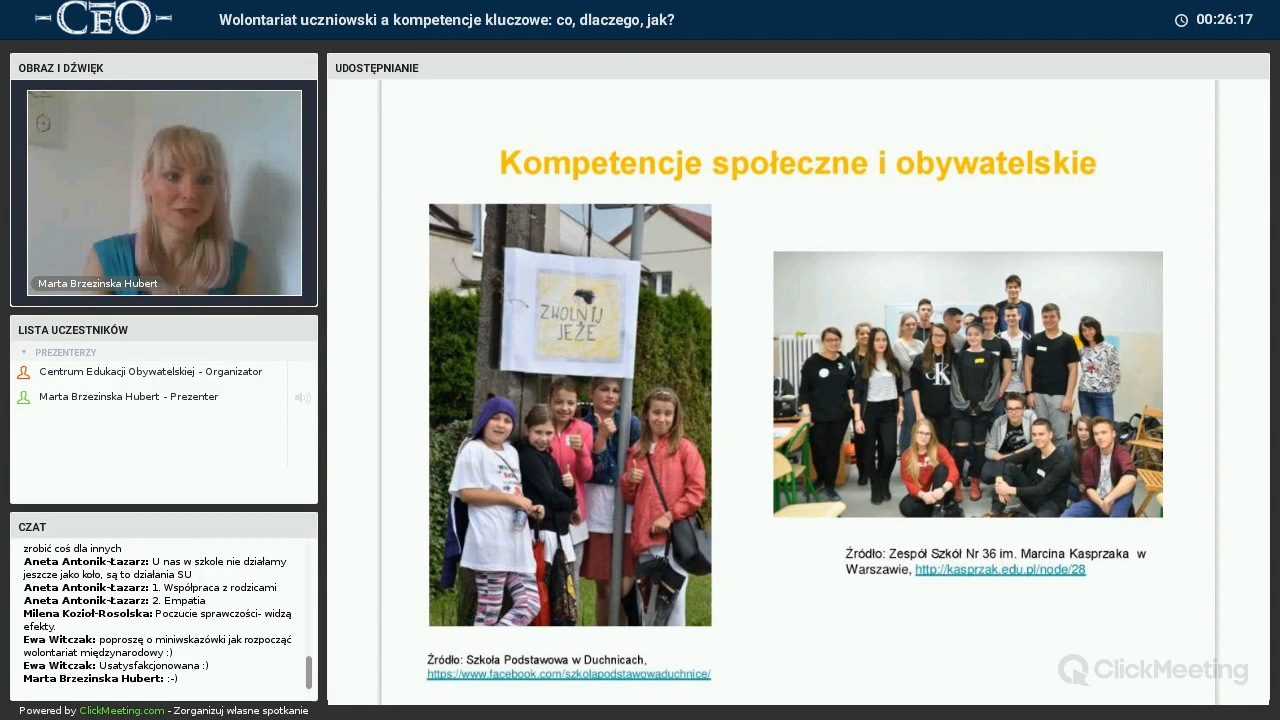 CEO
Wolontariat uczniowski a kompetencje kluczowe: co, dlaczego, jak?
00:26:17
OBRAZ I DŹWIĘK
Marta Brzezinska Hubert
LISTA UCZESTNIKÓW
PREZENTERZY
Centrum Edukacji Obywatelskiej - Organizator
Marta Brzezinska Hubert - Prezenter
CZAT
zrobić coś dla innych
Aneta Antonik-Łazarz: U nas w szkole nie działamy
jeszcze jako koło, są to działania SU
Aneta Antonik-Łazarz: 1. Współpraca z rodzicami
Aneta Antonik-Łazarz: 2. Empatia
Milena Kozioł-Rosolska: Poczucie sprawczości- widzą
efekty.
Ewa Witczak: poproszę o miniwskazówki jak rozpocząć
wolontariat międzynarodowy :)
Ewa Witczak: Usatysfakcjonowana :)
Marta Brzezinska Hubert: :-)
Powered by ClickMeeting.com - Zorganizuj własne spotkanie
UDOSTĘPNIANIE
Kompetencje społeczne i obywatelskie
ZWOLNIJ
JEŻE
CK
Źródło: Szkoła Podstawowa w Duchnicach,
https://www.facebook.com/szkolapodstawowaduchnice/
Źródło: Zespół Szkół Nr 36 im. Marcina Kasprzaka w
Warszawie, http://kasprzak.edu.pl/node/28
ClickMeeting